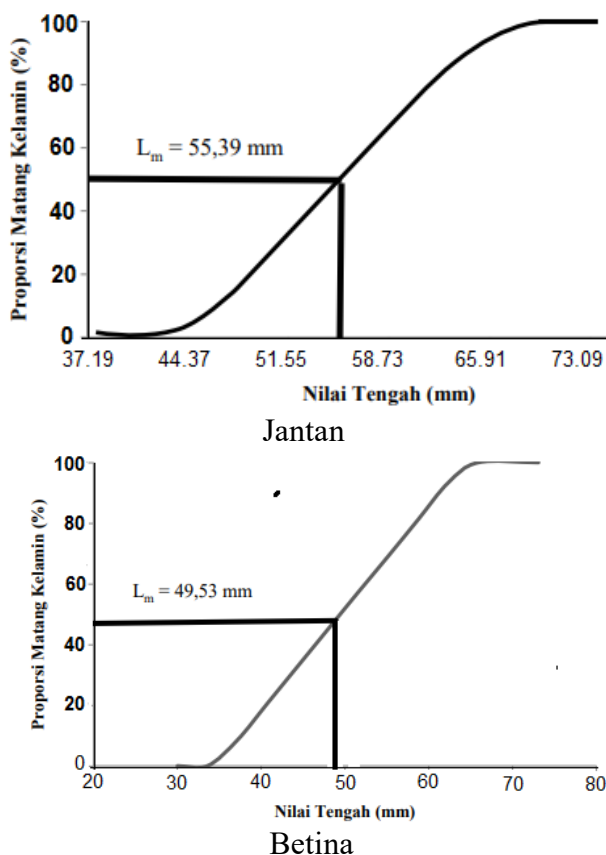 Proporsi Matang Kelamin (%)
100
80
60
40
20
0
L_m = 55,39 mm
37.19 44.37 51.55 58.73 65.91 73.09
Nilai Tengah (mm)
Jantan
Proporsi Matang Kelamin (%)
100
80
60
40
20
0
L_m = 49,53 mm
20 30 40 50 60 70 80
Nilai Tengah (mm)
Betina